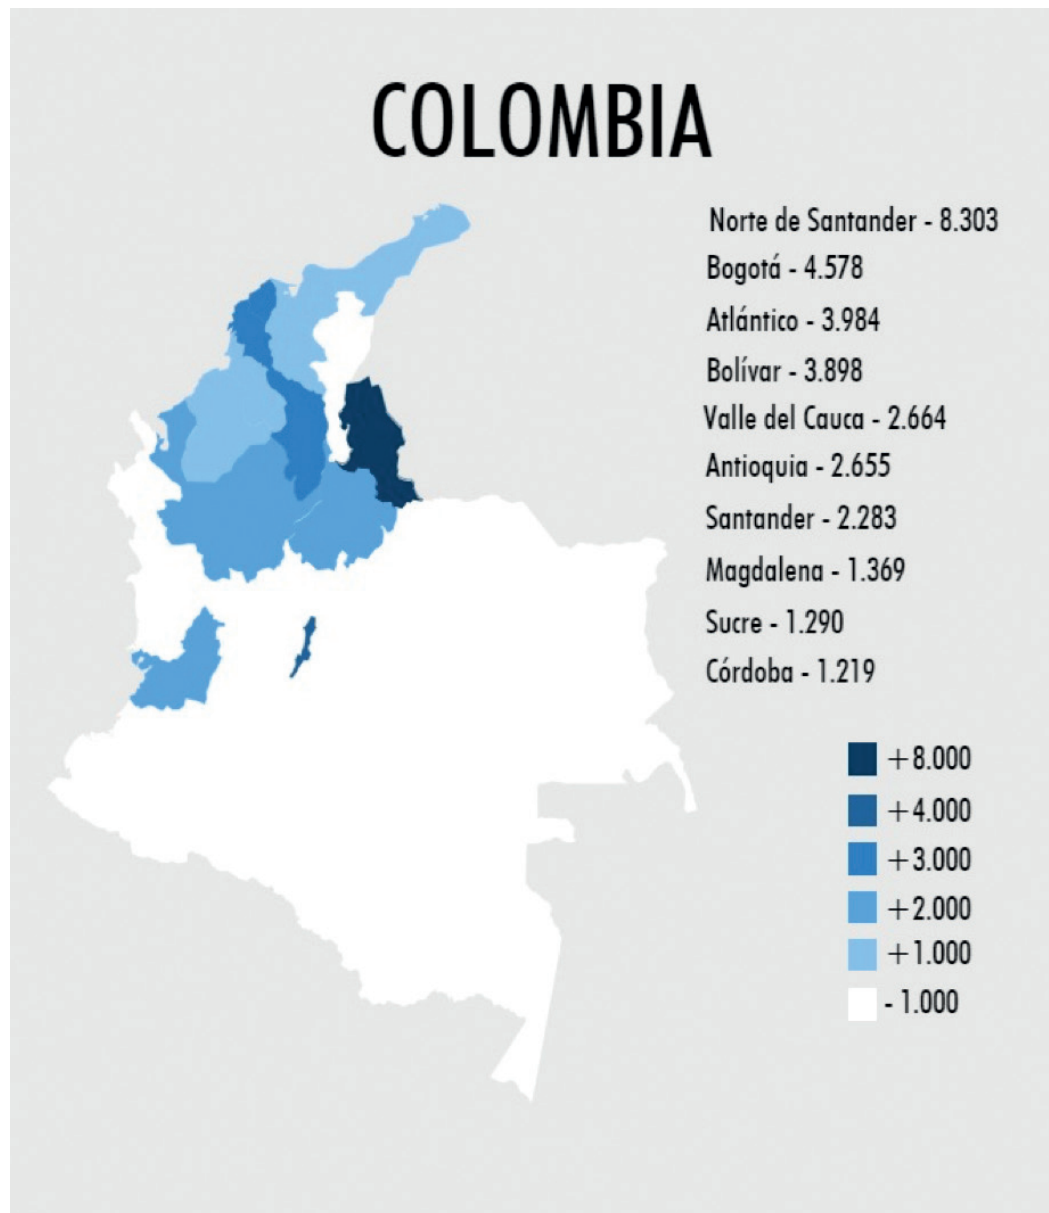 COLOMBIA
Norte de Santander - 8.303
Bogotá - 4.578
Atlántico - 3.984
Bolívar - 3.898
Valle del Cauca - 2.664
Antioquia - 2.655
Santander - 2.283
Magdalena - 1.369
Sucre - 1.290
Córdoba - 1.219
+8.000
+4.000
+3.000
+2.000
+1.000
- 1.000